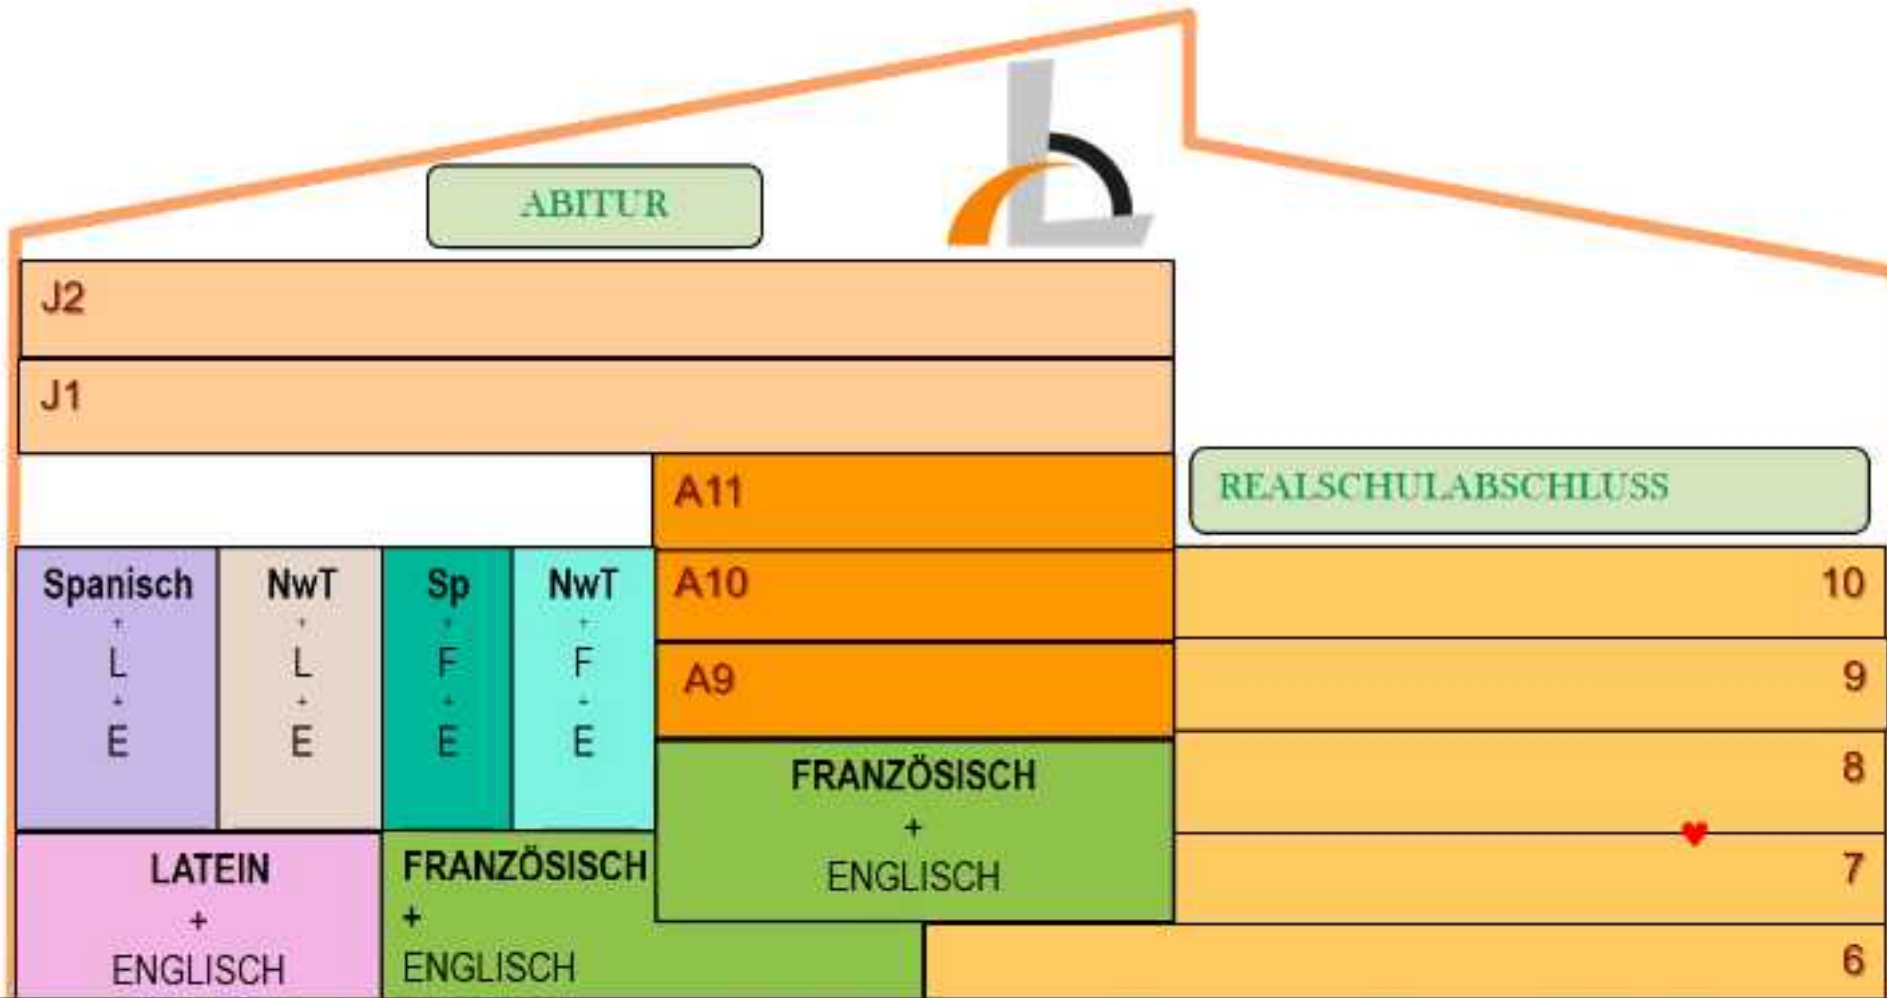 ABITUR
J2
J1
A11
REALSCHULABSCHLUSS
Spanisch
+
L
+
E
NwT
+
L
+
E
Sp
+
F
+
E
NwT
+
F
+
E
A10
10
A9
9
FRANZÖSISCH
+
ENGLISCH
8
7
LATEIN
+
ENGLISCH
FRANZÖSISCH
+
ENGLISCH
6